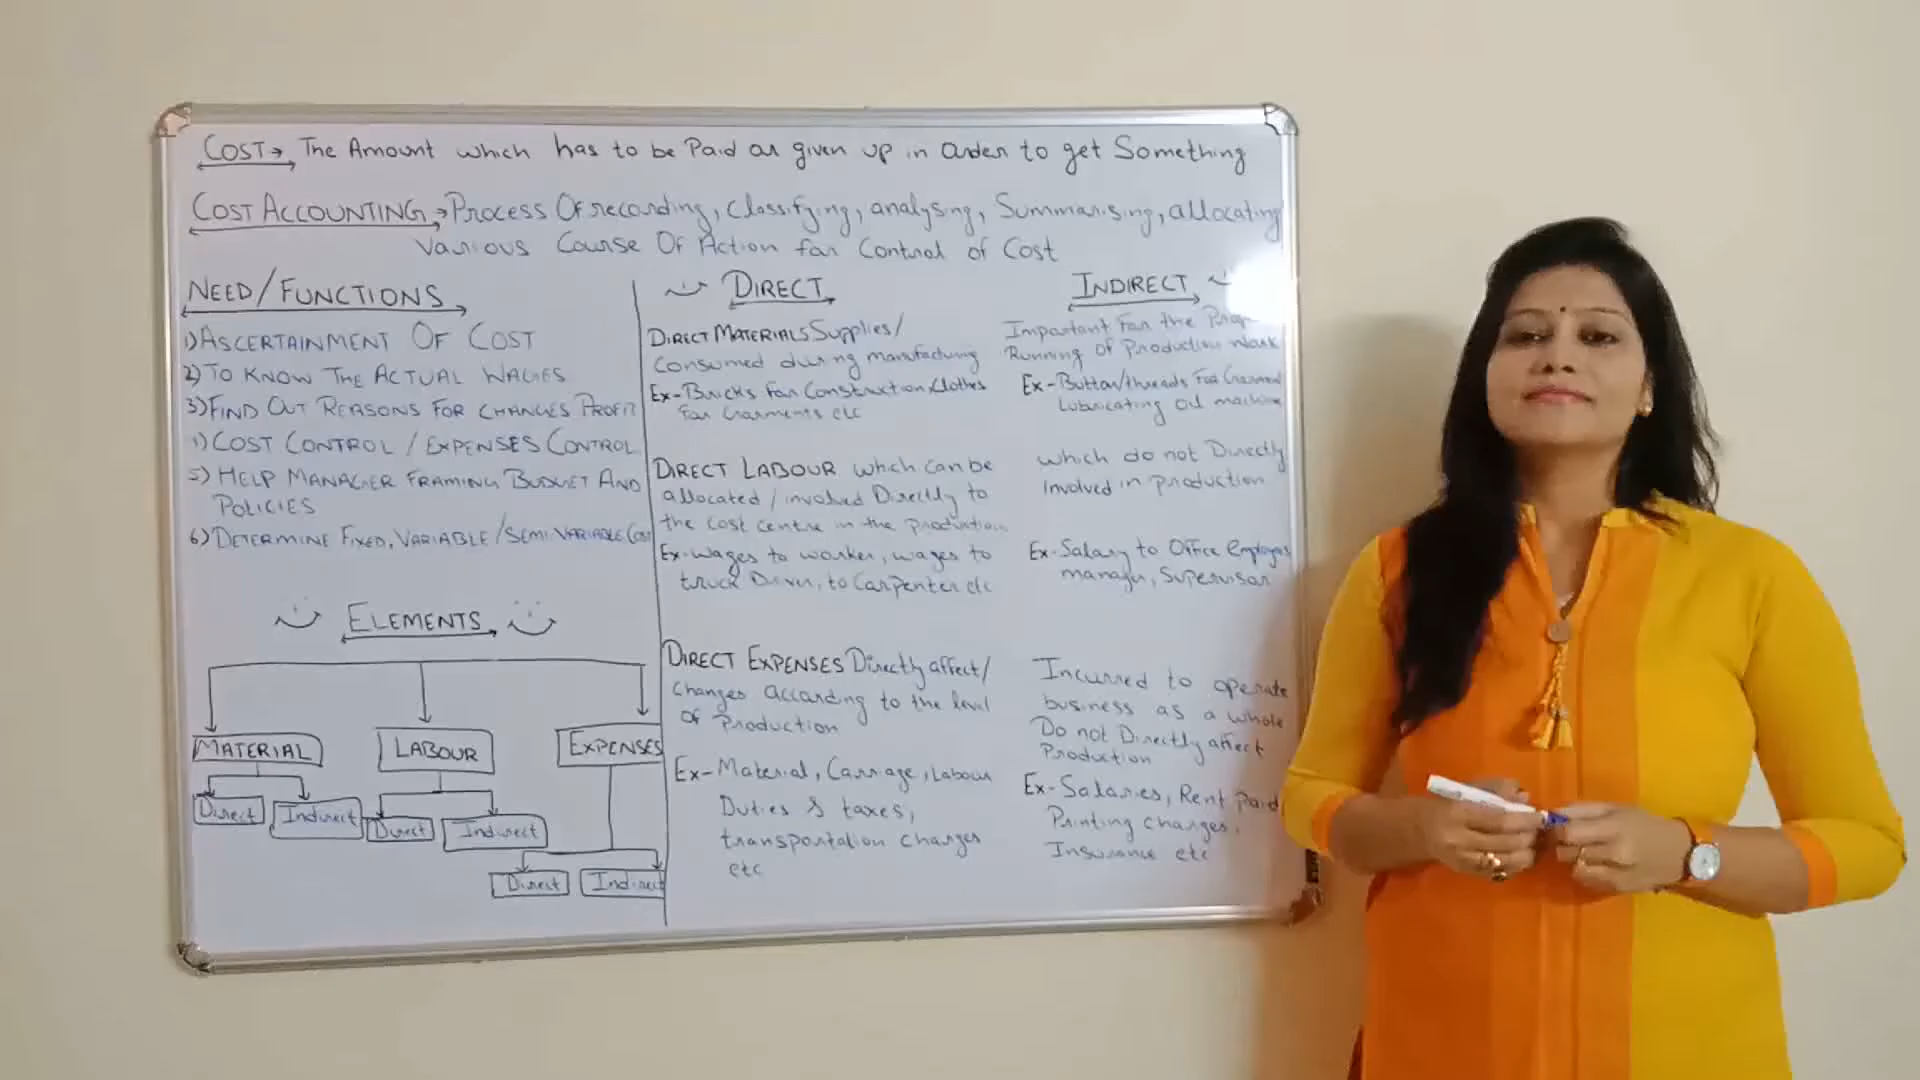 COST → The Amount which has to be Paid or given up in order to get Something
COST ACCOUNTING → PROCESS Of recording, Classifying, analysing, Summarising, allocating
Various Course Of Action for Control of Cost
NEED/FUNCTIONS
1) ASCERTAINMENT OF COST
2) TO KNOW THE ACTUAL WAGES
3) FIND OUT REASONS FOR CHANGES PROFIT
COST CONTROL / EXPENSES CONTROL
5) HELP MANAGER FRAMING BUDGET AND
POLICIES
6) DETERMINE FIXED, VARIABLE/SEMI-VARIABLE COST
ELEMENTS
MATERIAL
LABOUR
EXPENSES
Direct
Indirect
Direct
Indirect
Direct
Indirect
DIRECT
DIRECT MATERIALS Supplies/
Consumed during manufacturing
Ex- Bricks for Construction, Clothes
for Garments etc
DIRECT LABOUR which can be
allocated / involved Directly to
the cost centre in the production
Ex- wages to worker, wages to
truck Driver, to Carpenter etc
DIRECT EXPENSES Directly affect/
Changes according to the level
Of Production
Ex- Material, Carriage, Labour
Duties & taxes,
transportation charges
etc
INDIRECT
Important For the
Running of Production Work
Ex- Button/threads For Garment
Lubricating Oil machine
which do not Directly
Involved in production
Ex- Salary to Office employees
manager, Supervisor
Incurred to operate
business as a whole
Do not Directly affect
Production
Ex- Salaries, Rent Paid,
Printing Charges,
Insurance etc